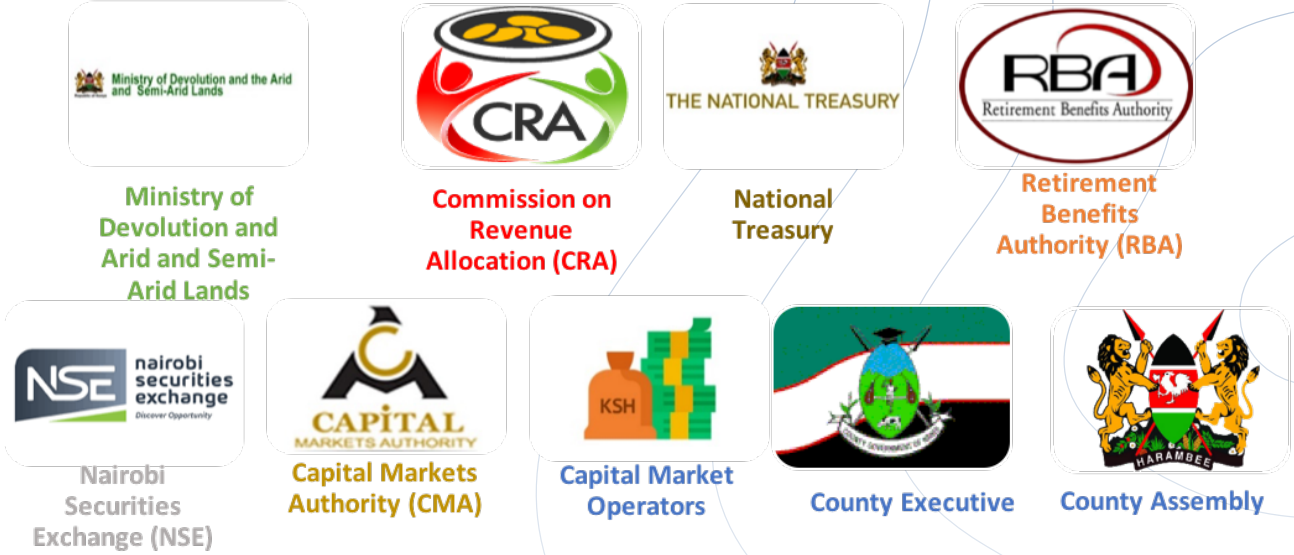 Ministry of Devolution and the Arid
and Semi-Arid Lands
CRA
THE NATIONAL TREASURY
RBA
Retirement Benefits Authority
Ministry of
Devolution and
Arid and Semi-
Arid Lands
Commission on
Revenue
Allocation (CRA)
National
Treasury
Retirement
Benefits
Authority (RBA)
NSE
nairobi
securities
exchange
Discover Opportunity
CAPiTAL
MARKETS AUTHORITY
KSH
COUNTY GOVERNMENT OF
HARAMBEE
Nairobi
Securities
Exchange (NSE)
Capital Markets
Authority (CMA)
Capital Market
Operators
County Executive
County Assembly